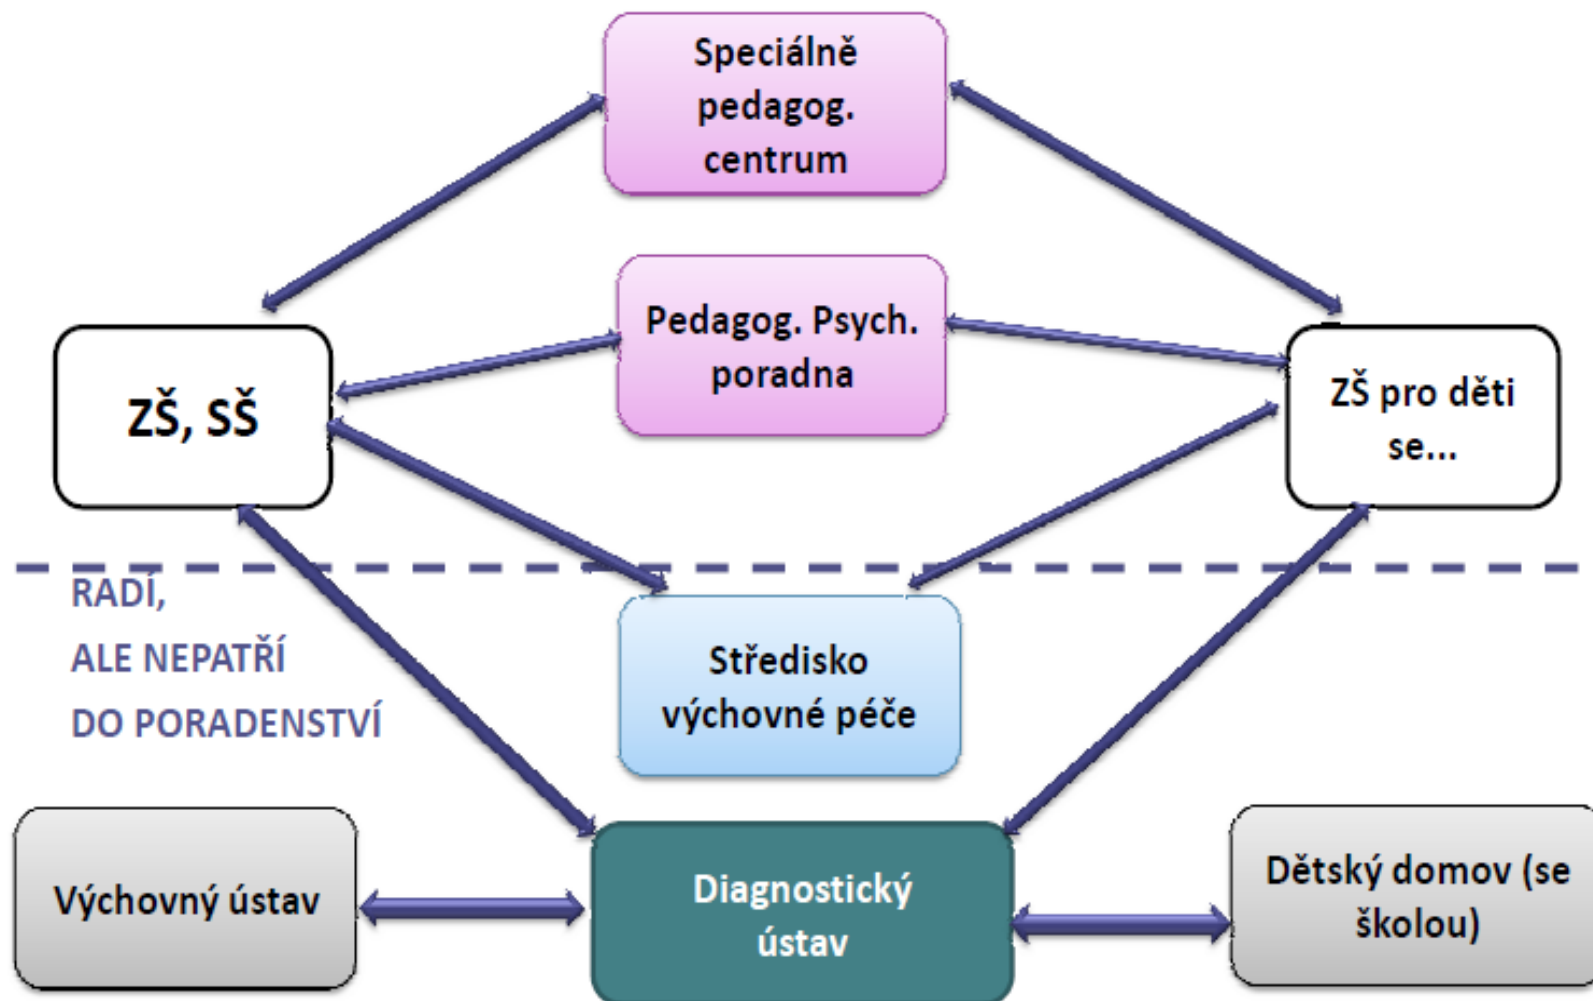 Speciálně
pedagog.
centrum
Pedagog. Psych.
poradna
ZŠ, SŠ
ZŠ pro děti
se...
RADÍ,
ALE NEPATŘÍ
DO PORADENSTVÍ
Středisko
výchovné péče
Výchovný ústav
Diagnostický
ústav
Dětský domov (se
školou)